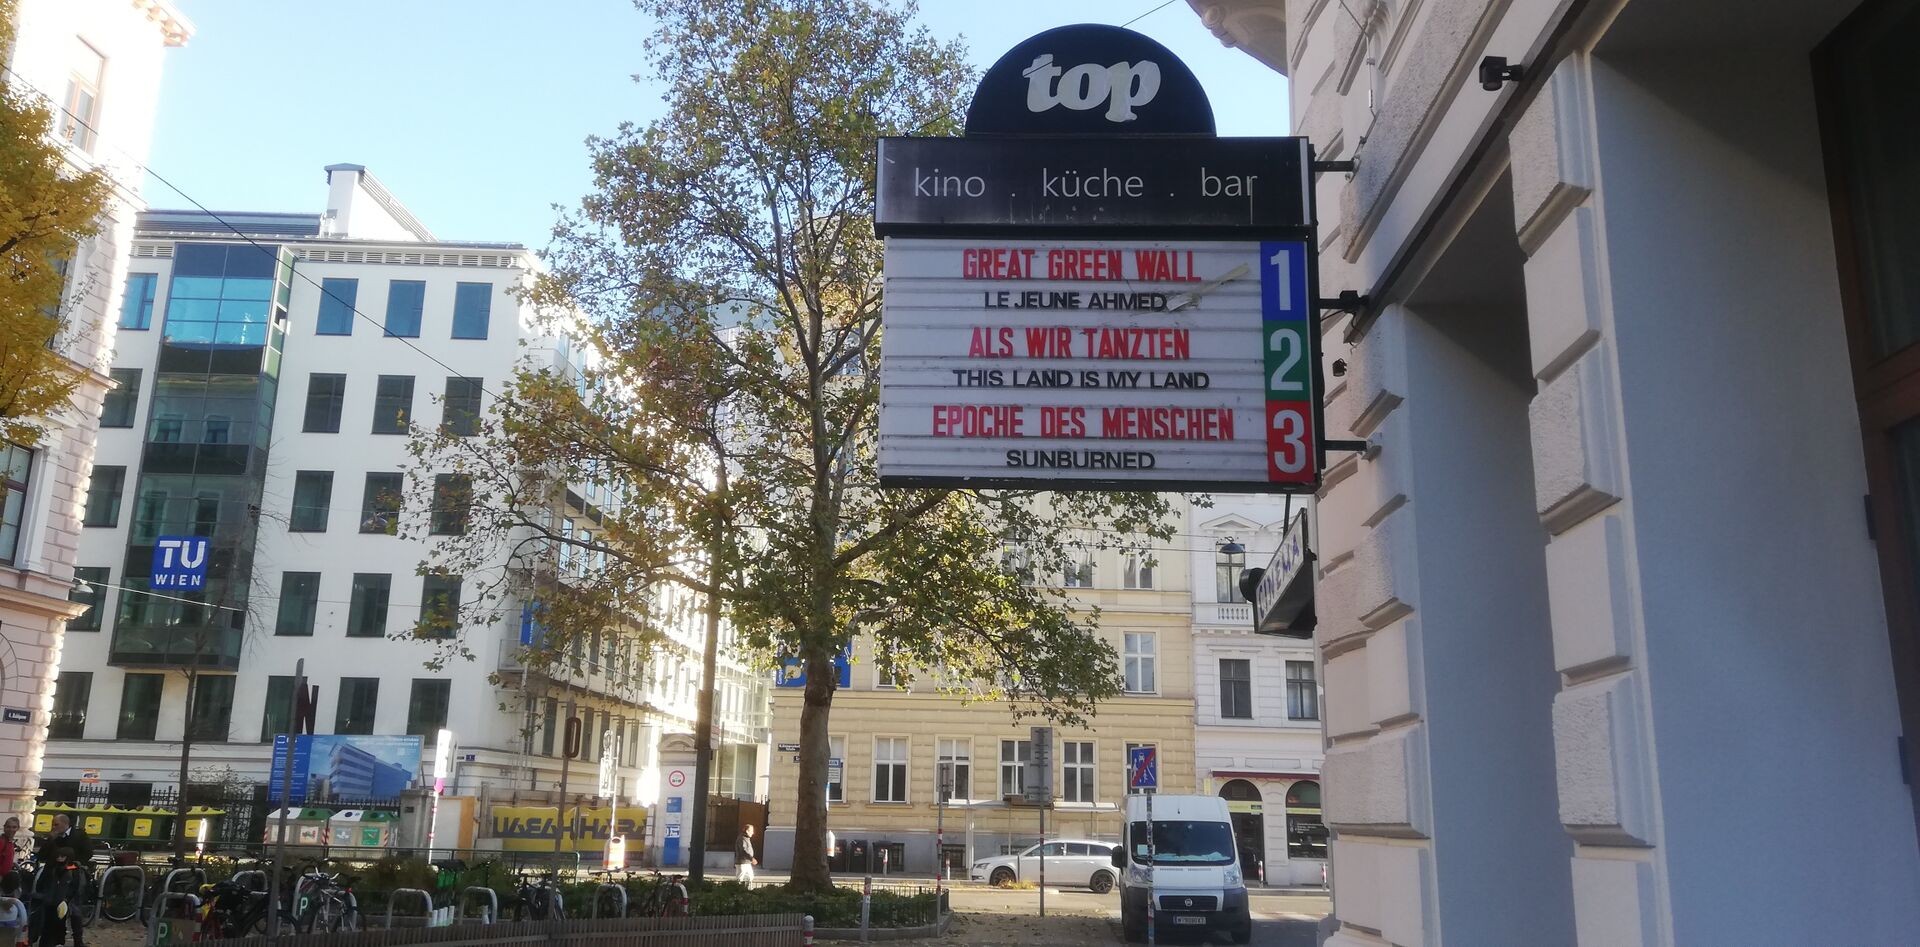 top
kino . küche . bar
GREAT GREEN WALL
LE JEUNE AHMED
1
ALS WIR TANZTEN
THIS LAND IS MY LAND
2
EPOCHE DES MENSCHEN
SUNBURNED
3
CINEMA
TU
WIEN
N
O
P
P